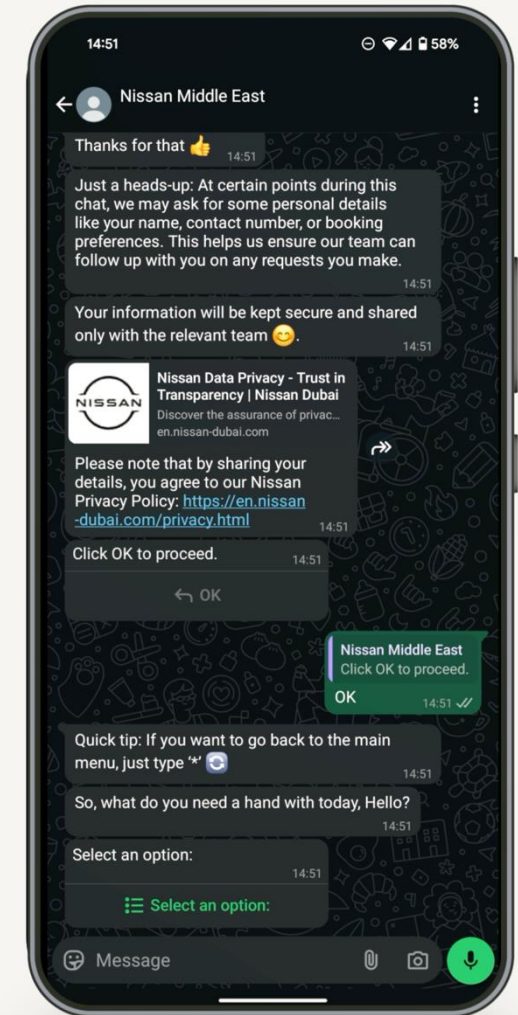 14:51
58%
Nissan Middle East
Thanks for that 👍
14:51
Just a heads-up: At certain points during this
chat, we may ask for some personal details
like your name, contact number, or booking
preferences. This helps us ensure our team can
follow up with you on any requests you make.
14:51
Your information will be kept secure and shared
only with the relevant team 😊.
14:51
NISSAN
Nissan Data Privacy - Trust in
Transparency | Nissan Dubai
Discover the assurance of privac...
en.nissan-dubai.com
Please note that by sharing your
details, you agree to our Nissan
Privacy Policy: https://en.nissan
-dubai.com/privacy.html
14:51
Click OK to proceed.
14:51
OK
Nissan Middle East
Click OK to proceed.
OK
14:51
Quick tip: If you want to go back to the main
menu, just type ‘*’ 🔄
14:51
So, what do you need a hand with today, Hello?
14:51
Select an option:
14:51
Select an option:
Message